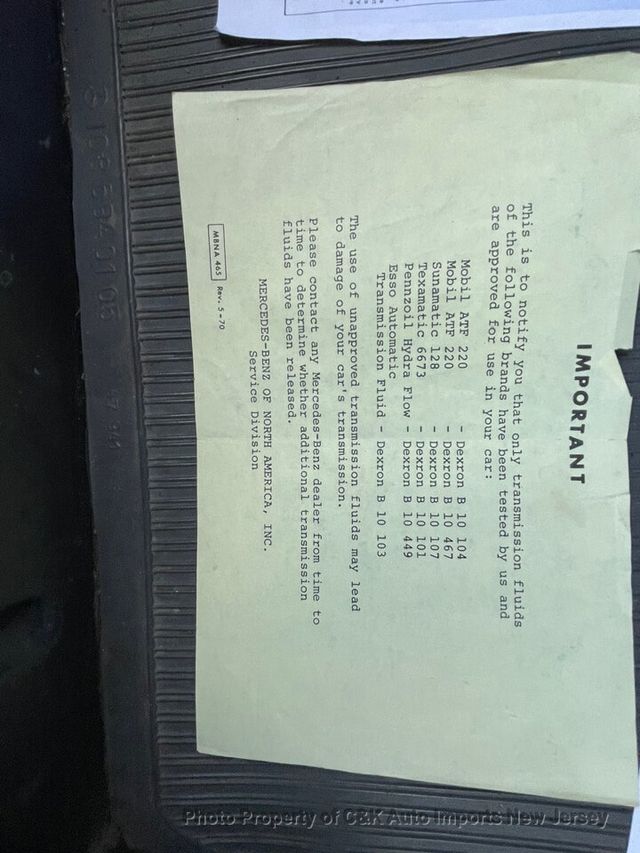 IMPORTANT
This is to notify you that only transmission fluids
of the following brands have been tested by us and
are approved for use in your car:
Mobil ATF 220 - Dexron B 10 104
Mobil ATF 220 - Dexron B 10 467
Sunamatic 128 - Dexron B 10 107
Texamatic 6673 - Dexron B 10 101
Pennzoil Hydra Flow - Dexron B 10 449
Esso Automatic
Transmission Fluid - Dexron B 10 103
The use of unapproved transmission fluids may lead
to damage of your car's transmission.
Please contact any Mercedes-Benz dealer from time to
time to determine whether additional transmission
fluids have been released.
MERCEDES-BENZ OF NORTH AMERICA, INC.
Service Division
MBNA 465 Rev. 5-70
Photo Property of C&K Auto Imports New Jersey